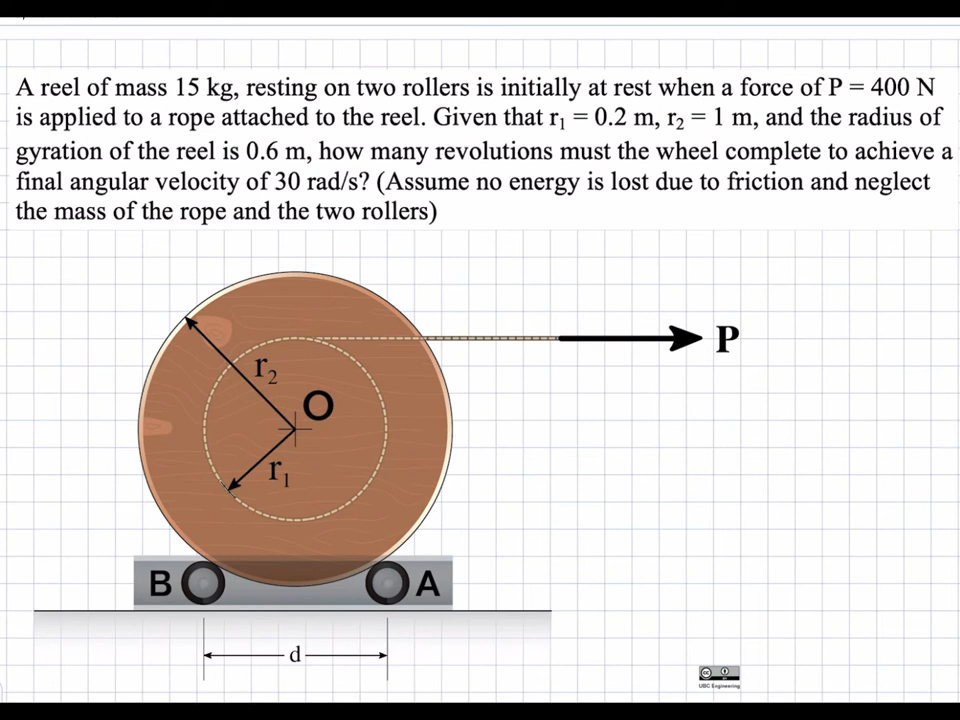 A reel of mass 15 kg, resting on two rollers is initially at rest when a force of P = 400 N
is applied to a rope attached to the reel. Given that r₁ = 0.2 m, r₂ = 1 m, and the radius of
gyration of the reel is 0.6 m, how many revolutions must the wheel complete to achieve a
final angular velocity of 30 rad/s? (Assume no energy is lost due to friction and neglect
the mass of the rope and the two rollers)
P
r₂
O
r₁
B
A
d
UBC Engineering